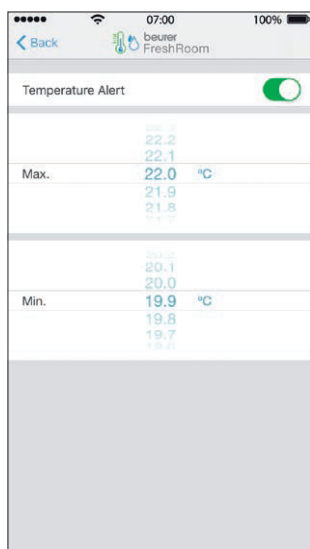 07:00 100%
Back beurer
FreshRoom
Temperature Alert
22.2
22.1
Max. 22.0 °C
21.9
21.8
20.1
20.0
Min. 19.9 °C
19.8
19.7